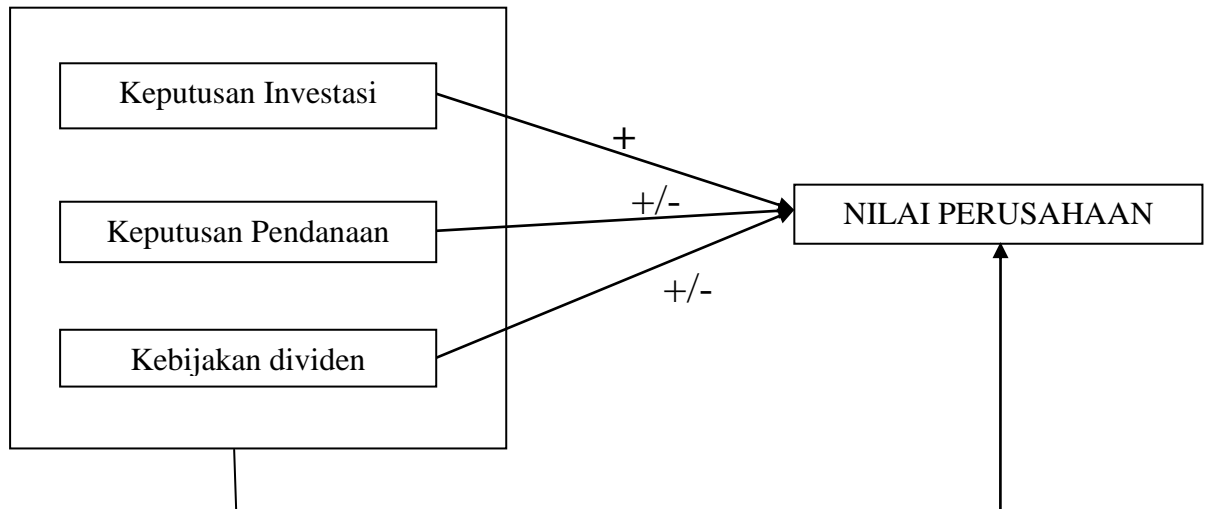 Keputusan Investasi
+
Keputusan Pendanaan
+/-
NILAI PERUSAHAAN
+/-
Kebijakan dividen